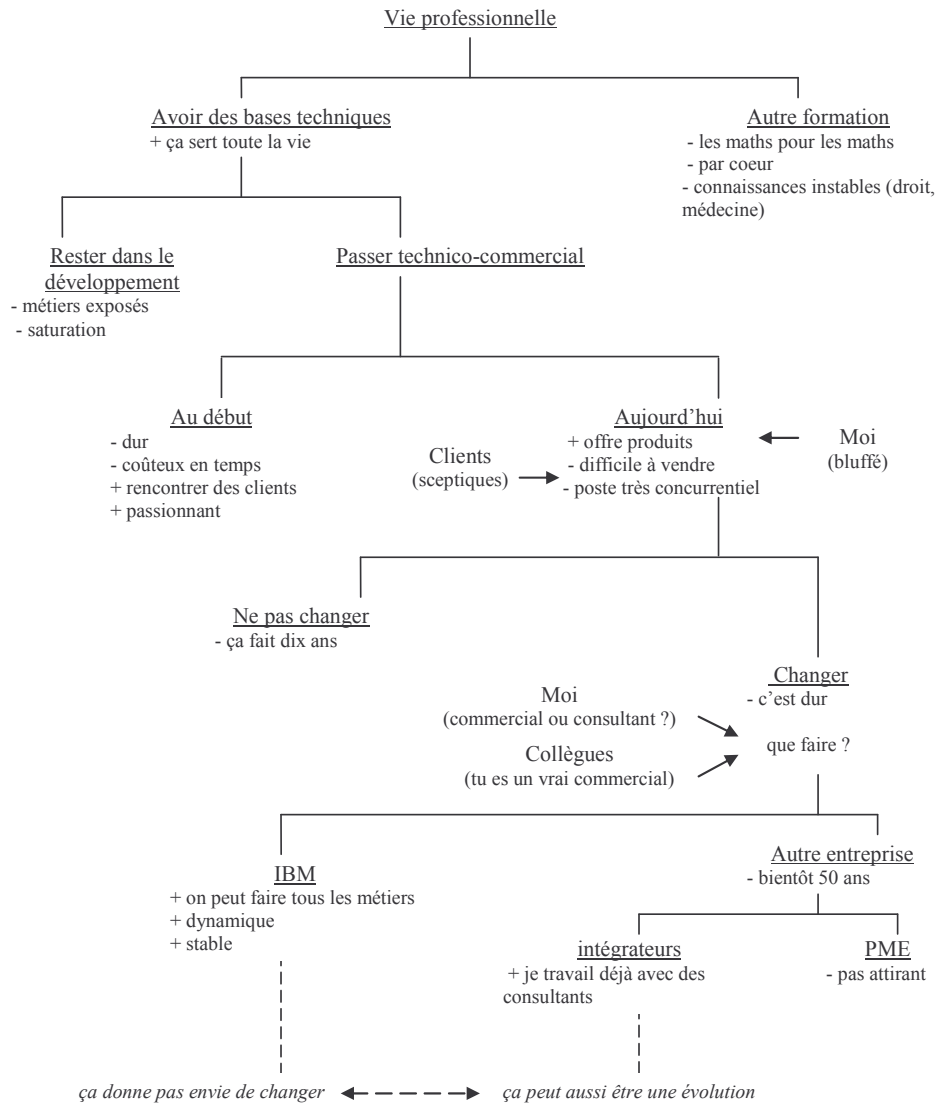 Vie professionnelle
Avoir des bases techniques
+ ça sert toute la vie
Autre formation
- les maths pour les maths
- par coeur
- connaissances instables (droit,
médecine)
Rester dans le
développement
- métiers exposés
- saturation
Passer technico-commercial
Au début
- dur
- coûteux en temps
+ rencontrer des clients
+ passionnant
Clients
(sceptiques)
Aujourd'hui
+ offre produits
- difficile à vendre
- poste très concurrentiel
Moi
(bluffé)
Ne pas changer
- ça fait dix ans
Changer
- c'est dur
Moi
(commercial ou consultant ?)
Collègues
(tu es un vrai commercial)
que faire ?
IBM
+ on peut faire tous les métiers
+ dynamique
+ stable
Autre entreprise
- bientôt 50 ans
intégrateurs
+ je travail déjà avec des
consultants
PME
- pas attirant
ça donne pas envie de changer
ça peut aussi être une évolution